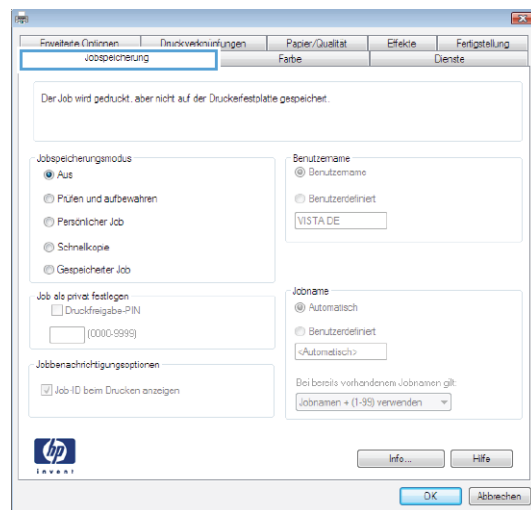 Erweiterte Optionen Druckverknüpfungen Papier/Qualität Effekte Fertigstellung
Jobspeicherung Farbe Dienste
Der Job wird gedruckt, aber nicht auf der Druckerfestplatte gespeichert.
Jobspeicherungsmodus
Aus
Prüfen und aufbewahren
Persönlicher Job
Schnellkopie
Gespeicherter Job
Benutzername
Benutzername
Benutzerdefiniert
VISTA DE
Job als privat festlegen
Druckfreigabe-PIN
(0000-9999)
Jobname
Automatisch
Benutzerdefiniert
<Automatisch>
Bei bereits vorhandenem Jobnamen gilt:
Jobnamen + (1-99) verwenden
Jobbenachrichtigungsoptionen
Job-ID beim Drucken anzeigen
hp
invent
Info... Hilfe
OK Abbrechen